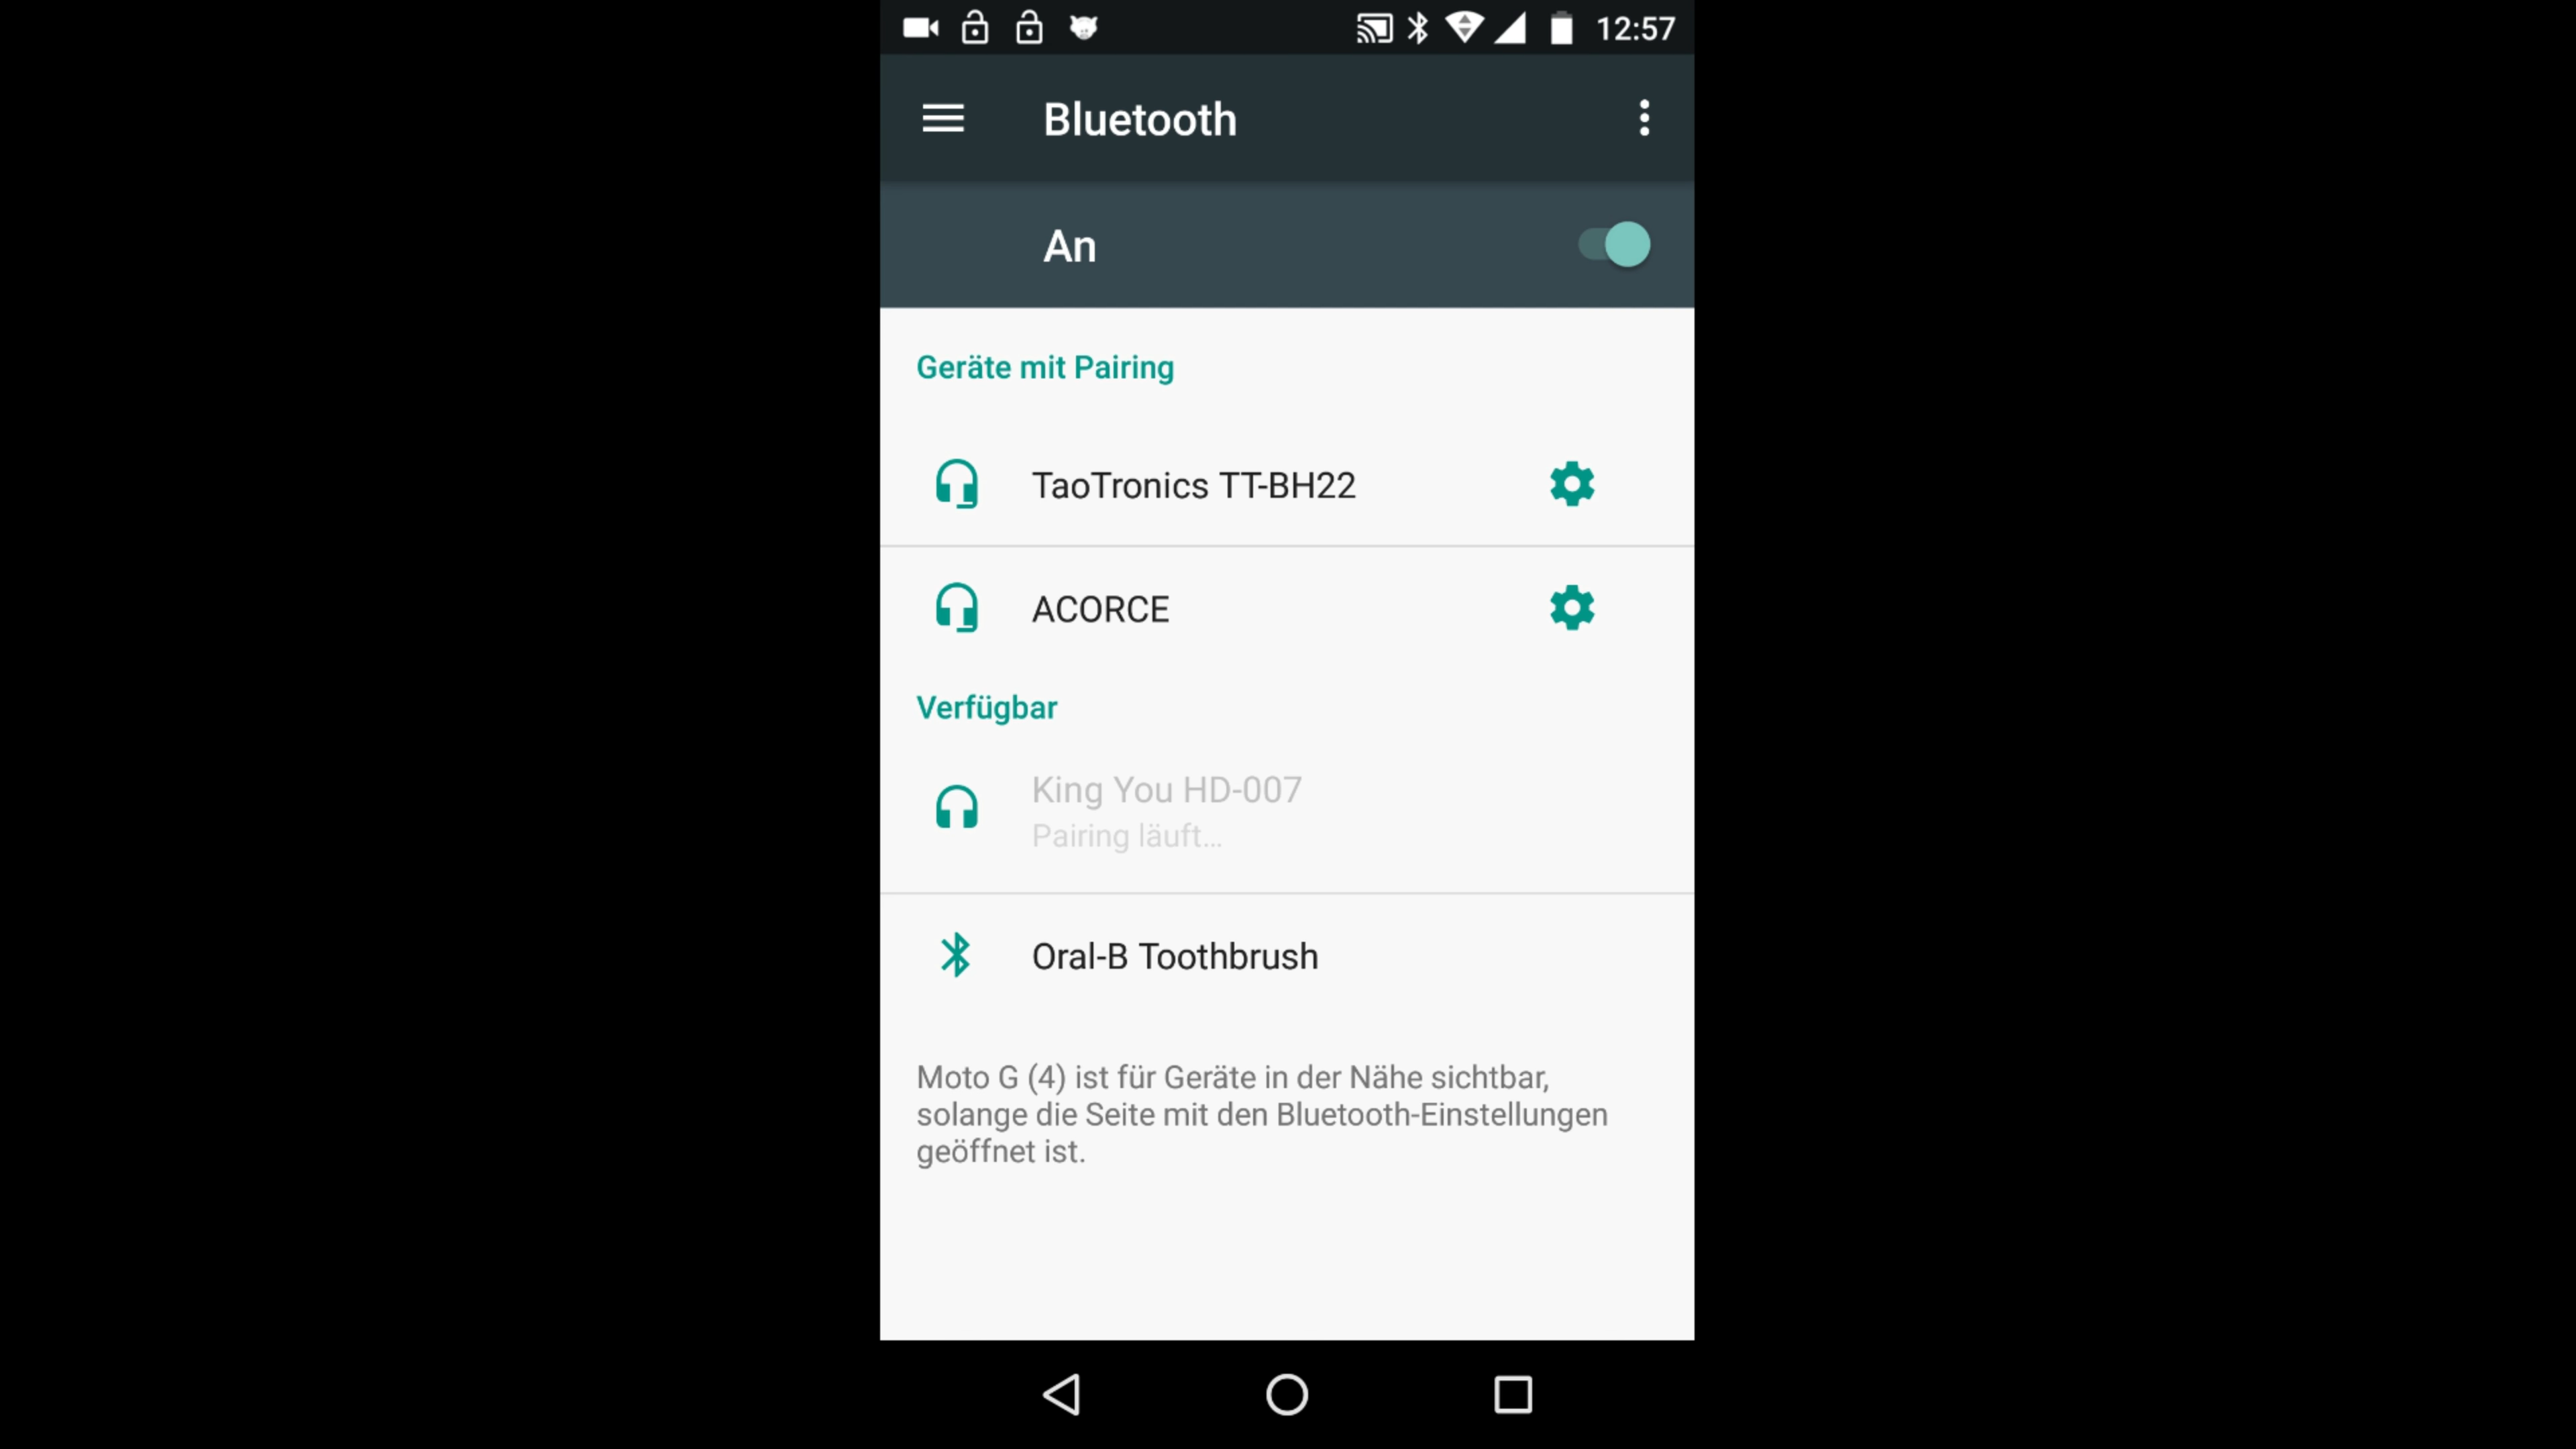 12:57
Bluetooth
An
Geräte mit Pairing
TaoTronics TT-BH22
ACORCE
Verfügbar
King You HD-007
Pairing läuft…
Oral-B Toothbrush
Moto G (4) ist für Geräte in der Nähe sichtbar,
solange die Seite mit den Bluetooth-Einstellungen
geöffnet ist.